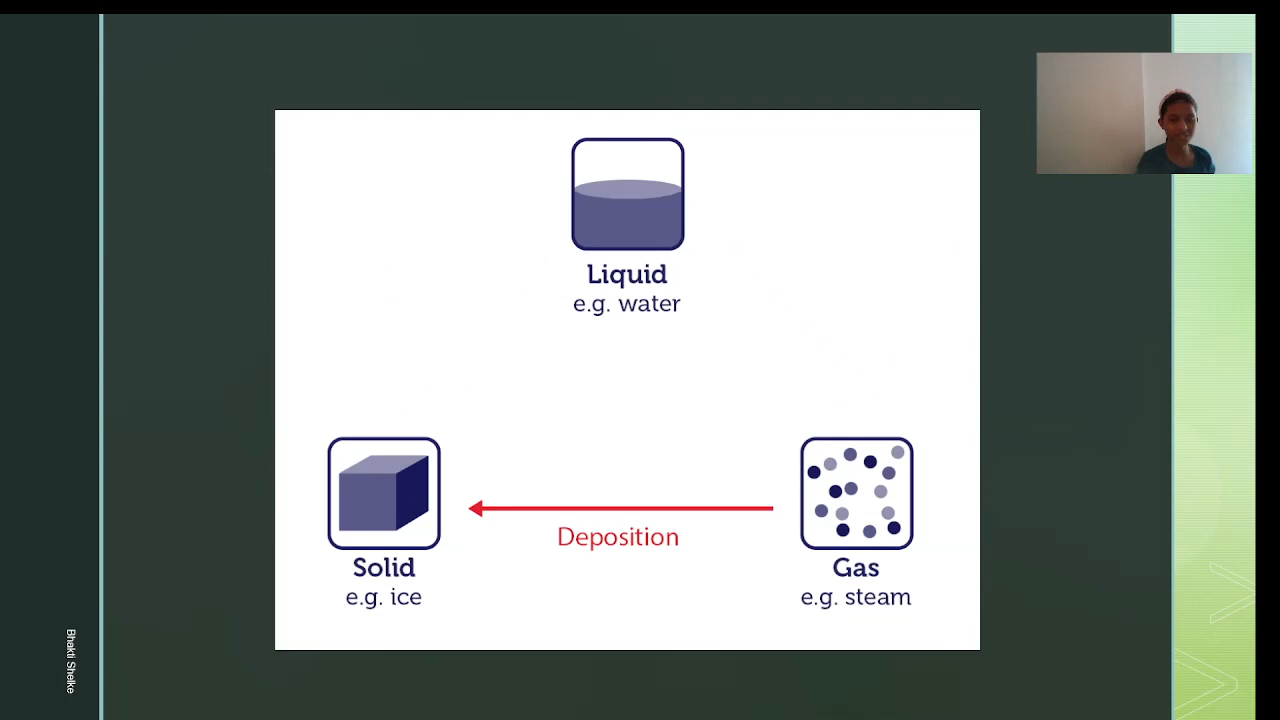 Liquid
e.g. water
Deposition
Solid
e.g. ice
Gas
e.g. steam
Bhakti Shelke